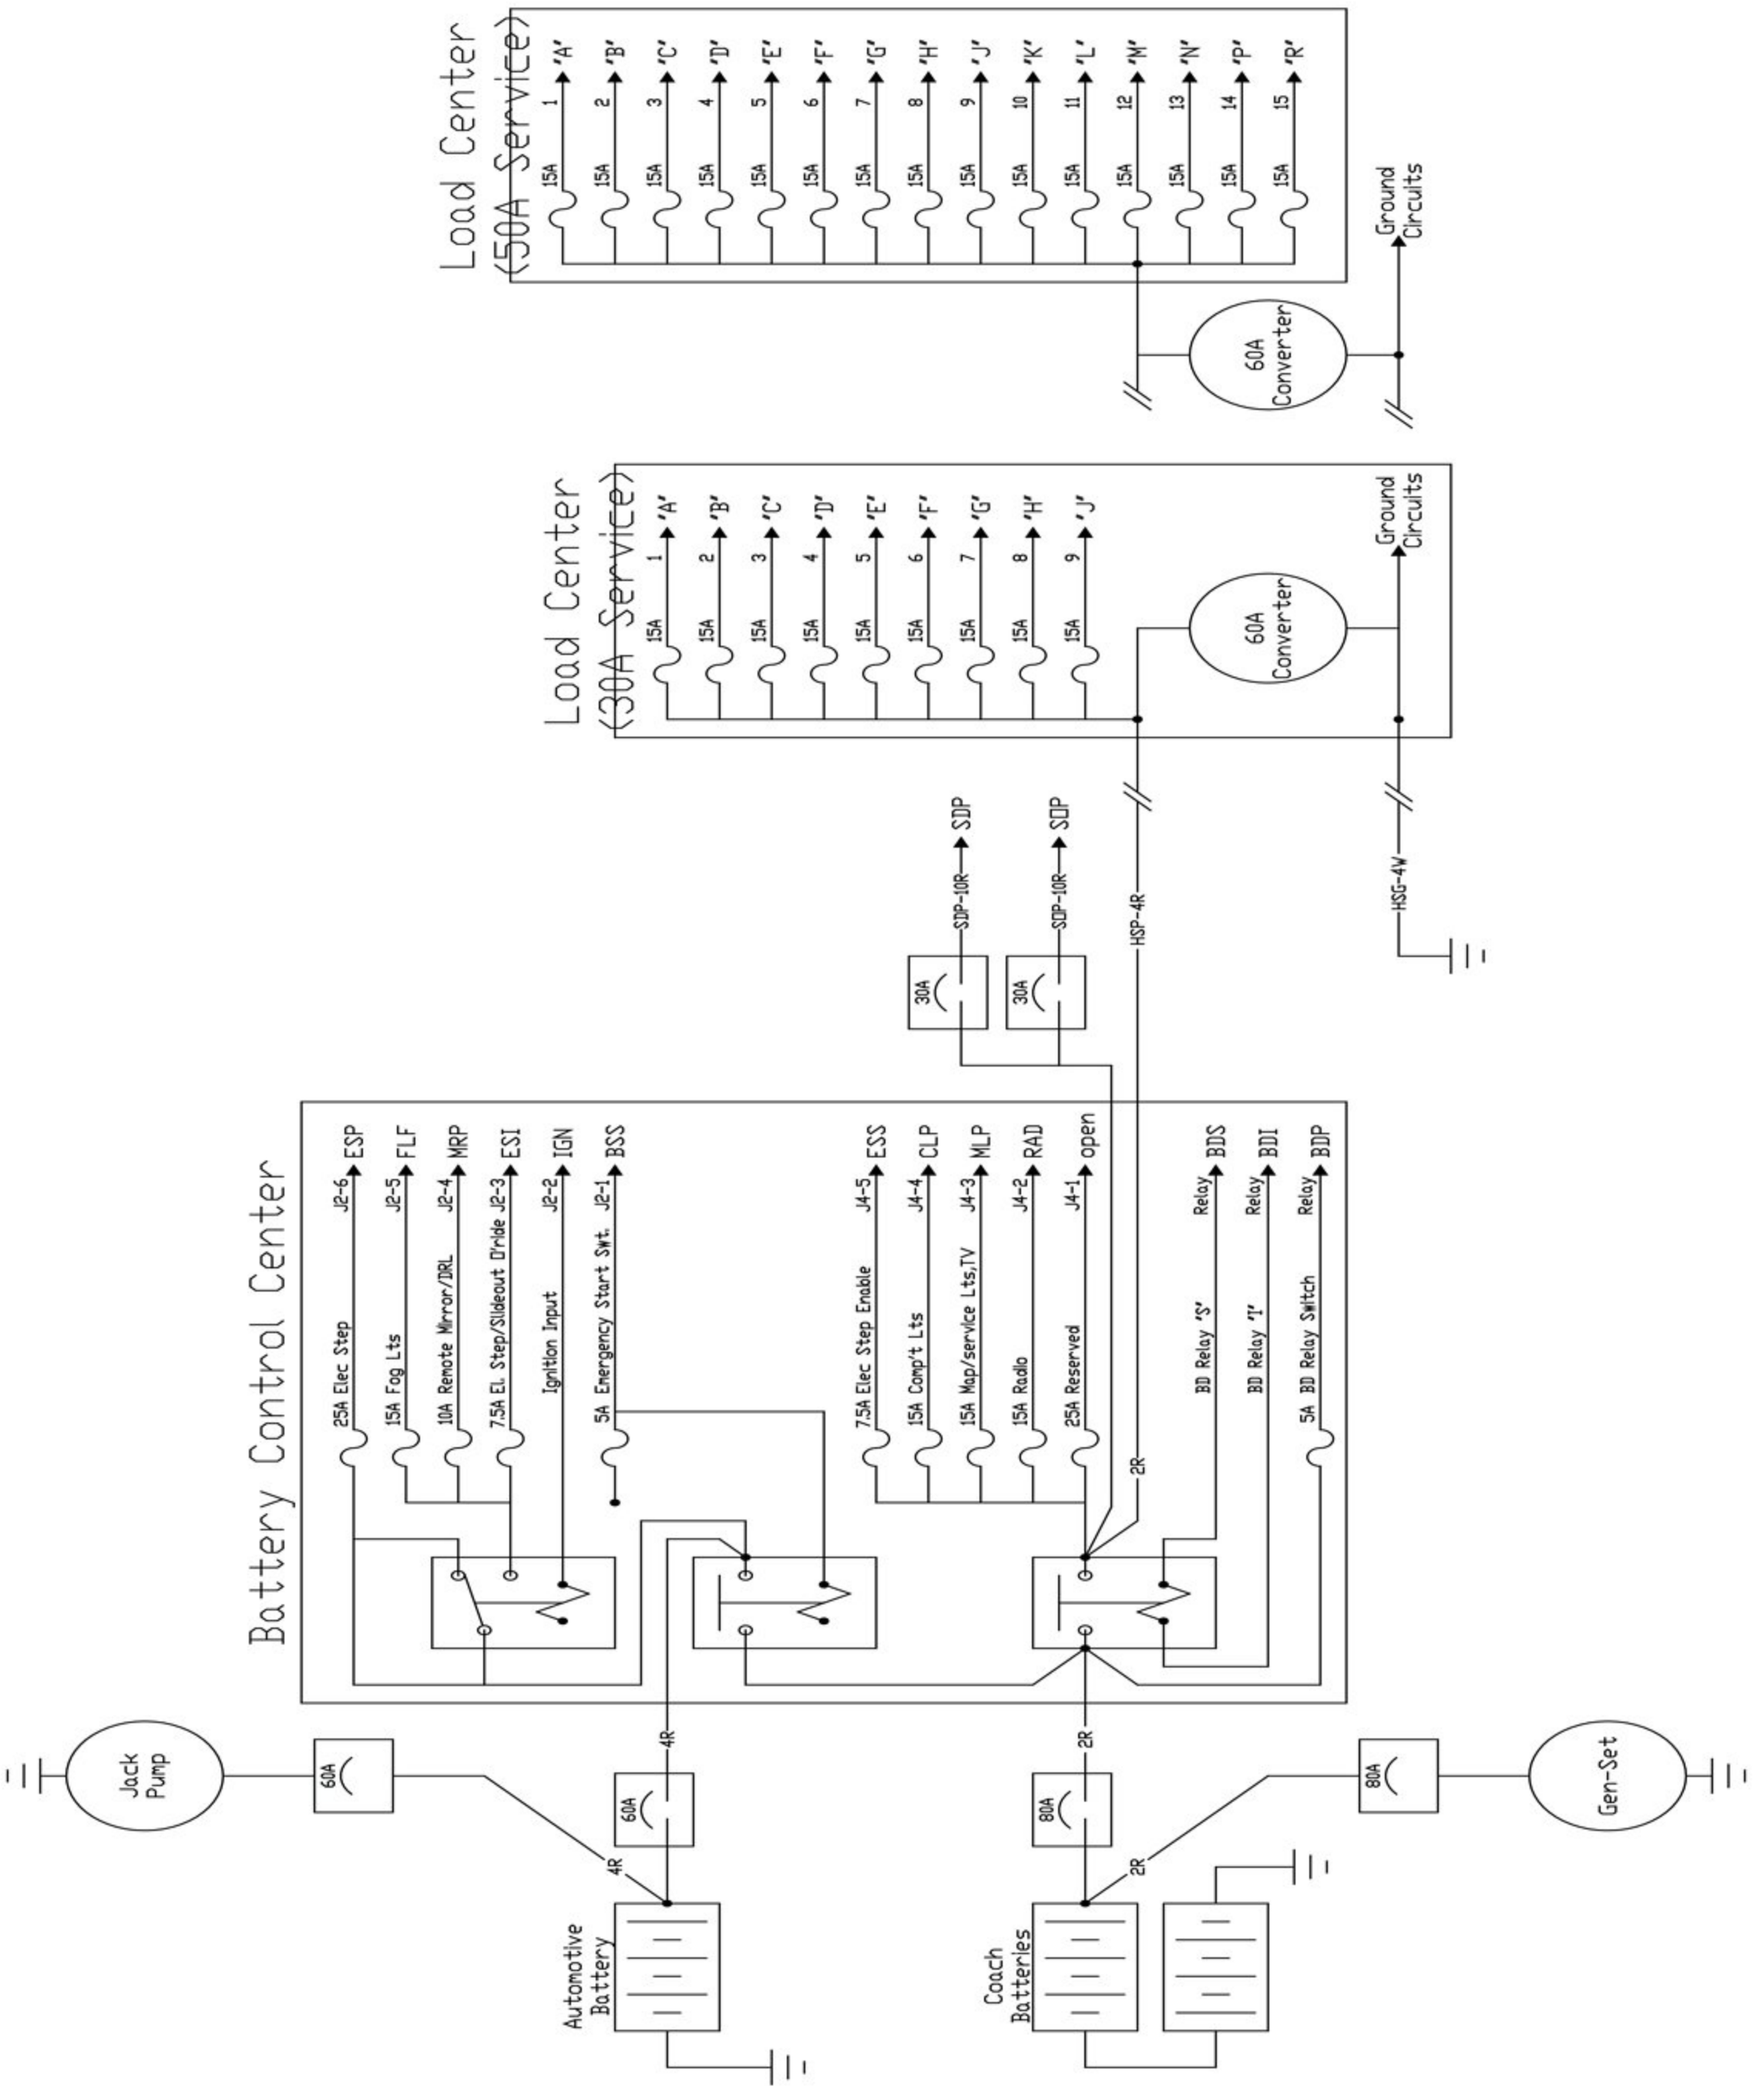 Jack
Pump
60A
4R
Automotive
Battery
60A
4R
Coach
Batteries
80A
2R
2R
80A
Gen-Set
Battery Control Center
25A Elec Step
J2-6
ESP
15A Fog Lts
J2-5
FLF
10A Remote Mirror/DRL
J2-4
MRP
7.5A El. Step/Slideout O'ride
J2-3
ESI
Ignition Input
J2-2
IGN
5A Emergency Start Swt.
J2-1
BSS
7.5A Elec Step Enable
J4-5
ESS
15A Comp't Lts
J4-4
CLP
15A Map/service Lts,TV
J4-3
MLP
15A Radio
J4-2
RAD
25A Reserved
J4-1
open
2R
BD Relay 'S'
Relay
BDS
BD Relay 'I'
Relay
BDI
5A BD Relay Switch
Relay
BDP
30A
SDP-10R
SDP
30A
SOP-10R
SOP
HSP-4R
HSG-4W
Load Center
(30A Service)
15A
1
'A'
15A
2
'B'
15A
3
'C'
15A
4
'D'
15A
5
'E'
15A
6
'F'
15A
7
'G'
15A
8
'H'
15A
9
'J'
60A
Converter
Ground
Circuits
Load Center
(50A Service)
15A
1
'A'
15A
2
'B'
15A
3
'C'
15A
4
'D'
15A
5
'E'
15A
6
'F'
15A
7
'G'
15A
8
'H'
15A
9
'J'
15A
10
'K'
15A
11
'L'
15A
12
'M'
15A
13
'N'
15A
14
'P'
15A
15
'R'
60A
Converter
Ground
Circuits